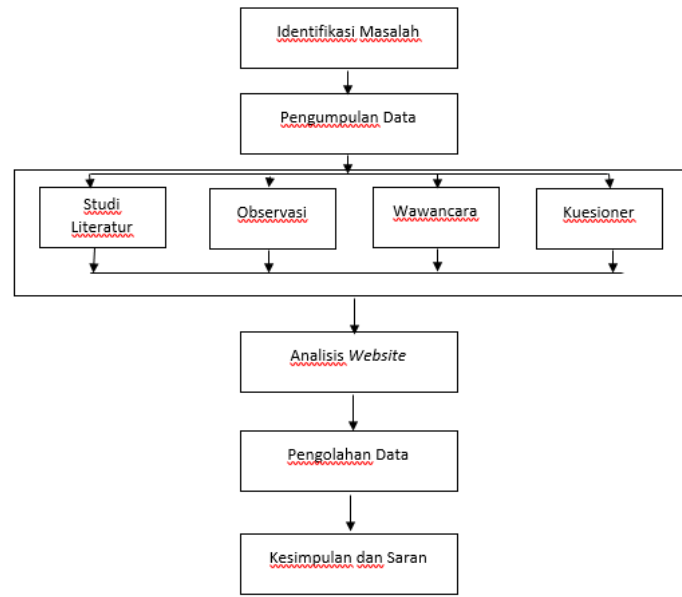 Identifikasi Masalah
Pengumpulan Data
Studi
Literatur
Observasi
Wawancara
Kuesioner
Analisis Website
Pengolahan Data
Kesimpulan dan Saran